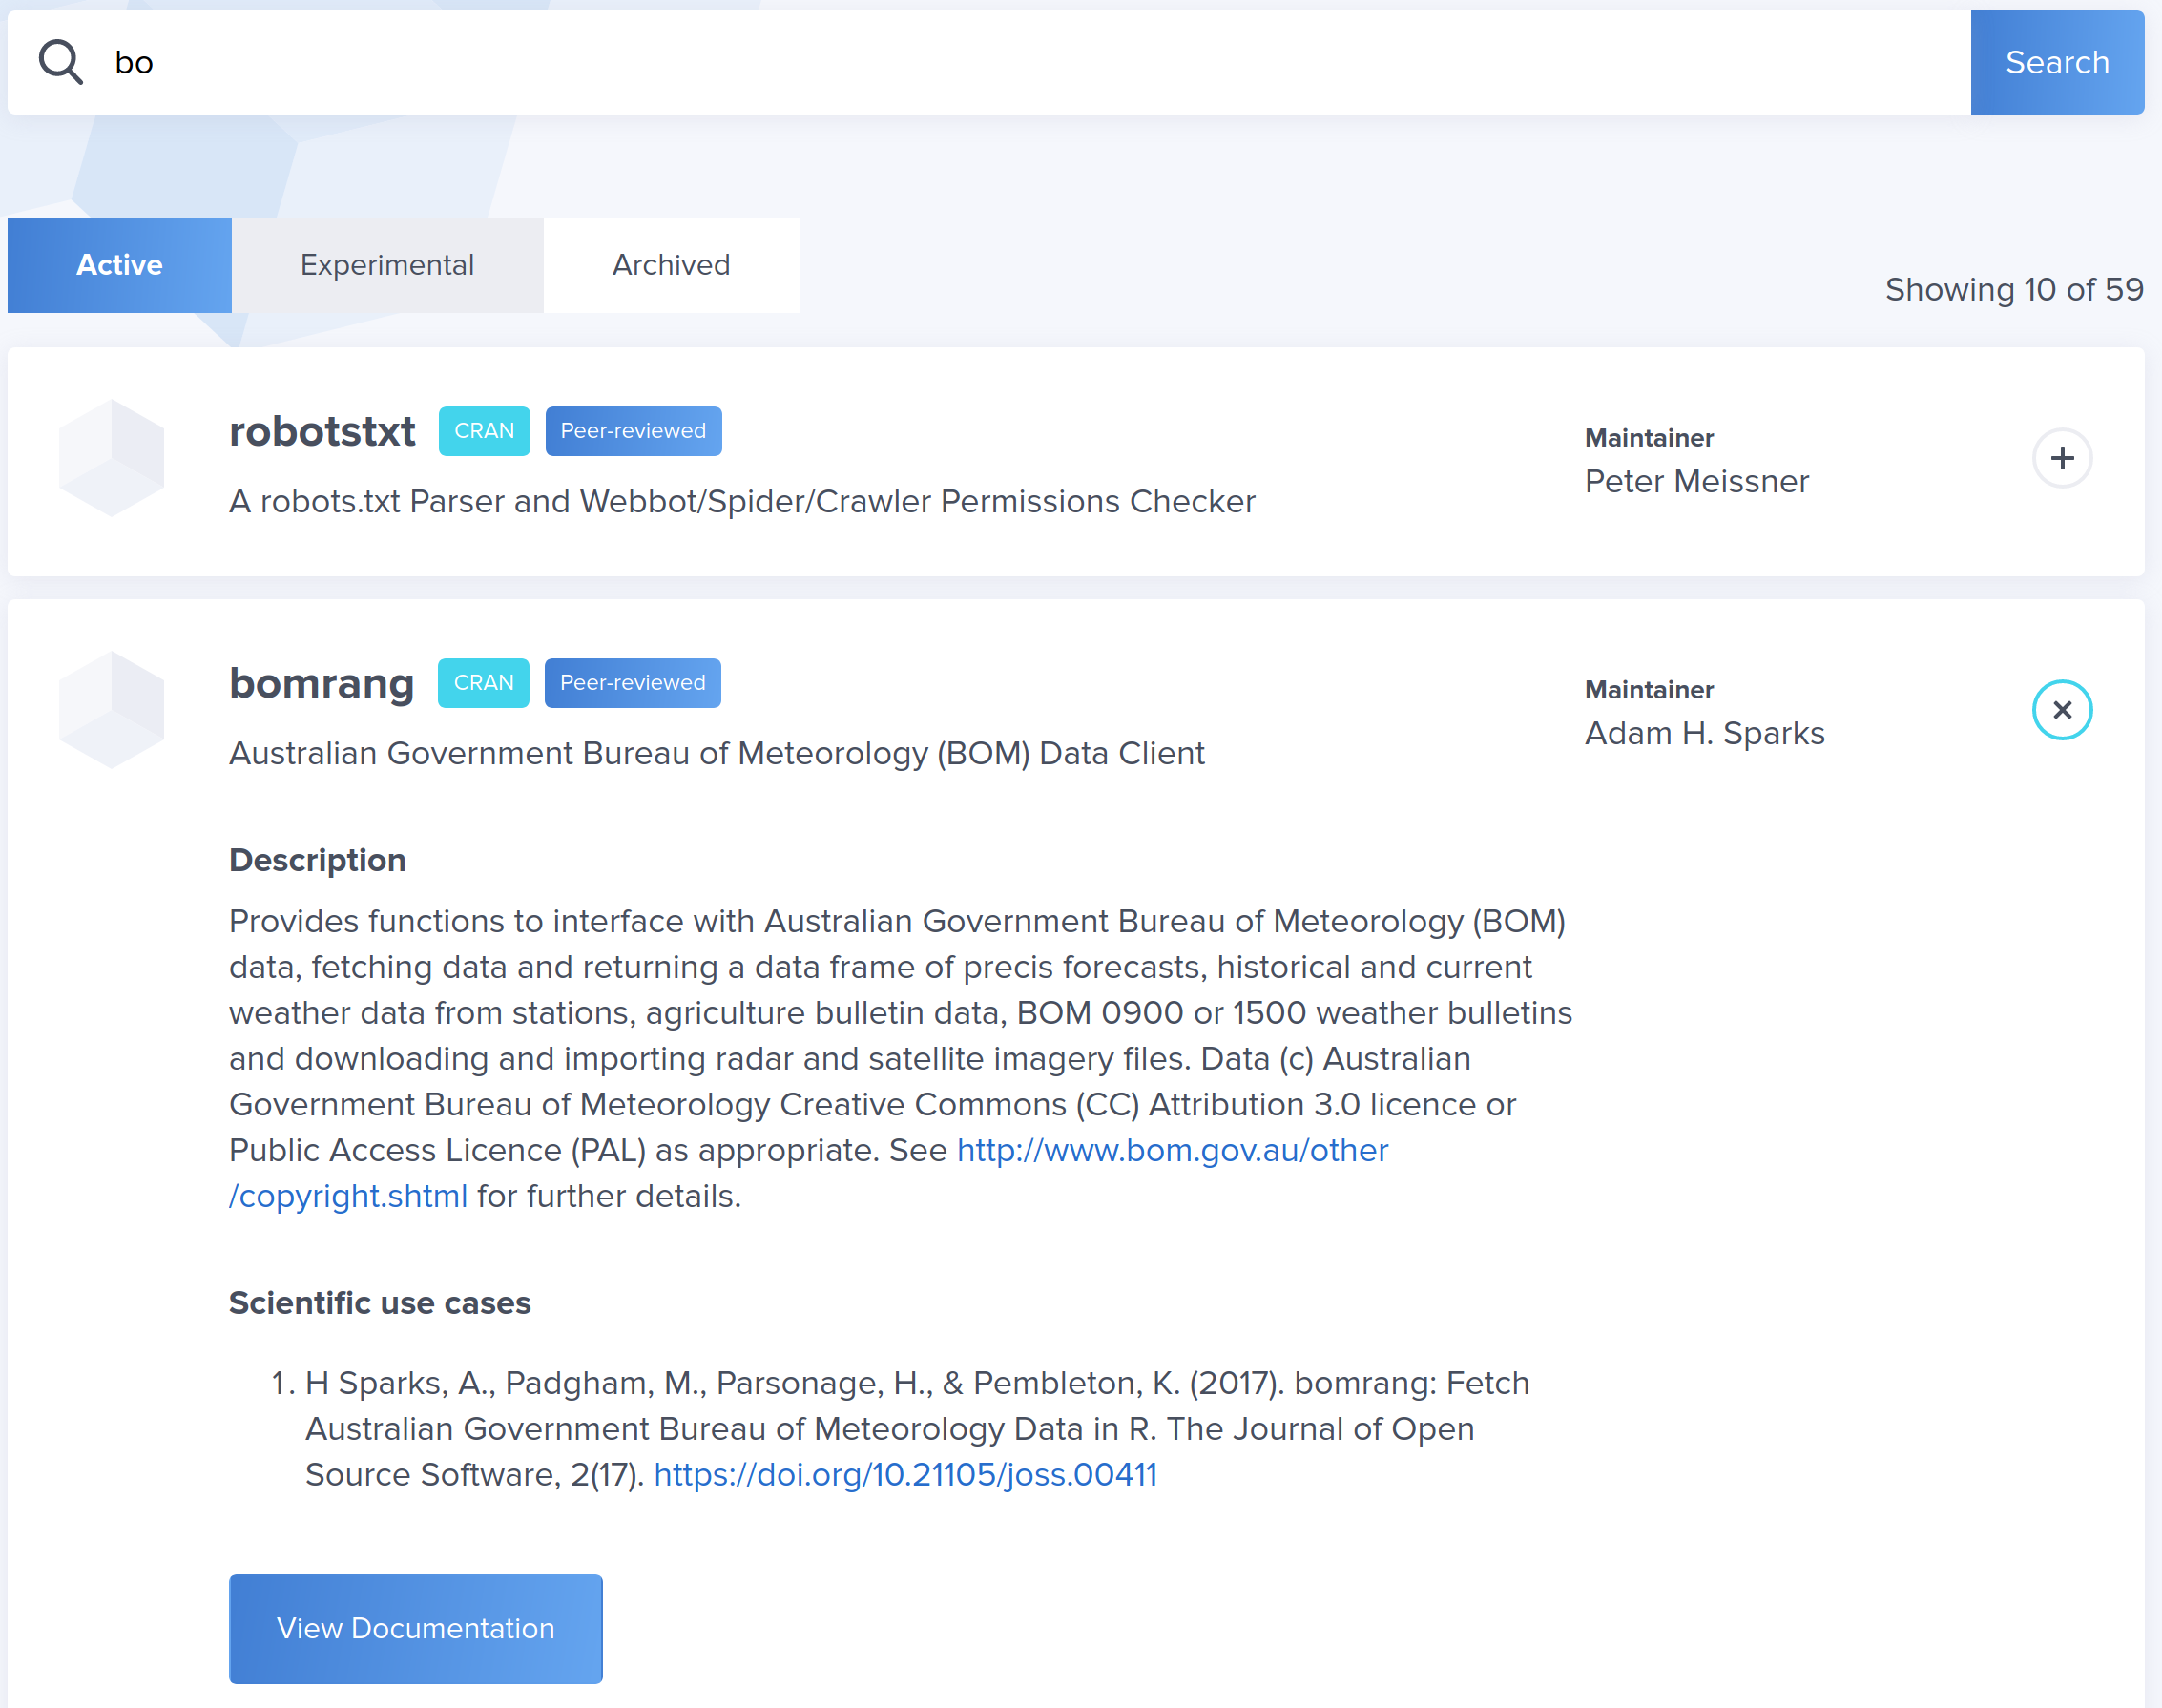 bo
Search
Active
Experimental
Archived
Showing 10 of 59
robotstxt CRAN Peer-reviewed
A robots.txt Parser and Webbot/Spider/Crawler Permissions Checker
Maintainer
Peter Meissner
bomrang CRAN Peer-reviewed
Australian Government Bureau of Meteorology (BOM) Data Client
Maintainer
Adam H. Sparks
Description
Provides functions to interface with Australian Government Bureau of Meteorology (BOM)
data, fetching data and returning a data frame of precis forecasts, historical and current
weather data from stations, agriculture bulletin data, BOM 0900 or 1500 weather bulletins
and downloading and importing radar and satellite imagery files. Data (c) Australian
Government Bureau of Meteorology Creative Commons (CC) Attribution 3.0 licence or
Public Access Licence (PAL) as appropriate. See http://www.bom.gov.au/other
/copyright.shtml for further details.
Scientific use cases
1. H Sparks, A., Padgham, M., Parsonage, H., & Pembleton, K. (2017). bomrang: Fetch
Australian Government Bureau of Meteorology Data in R. The Journal of Open
Source Software, 2(17). https://doi.org/10.21105/joss.00411
View Documentation